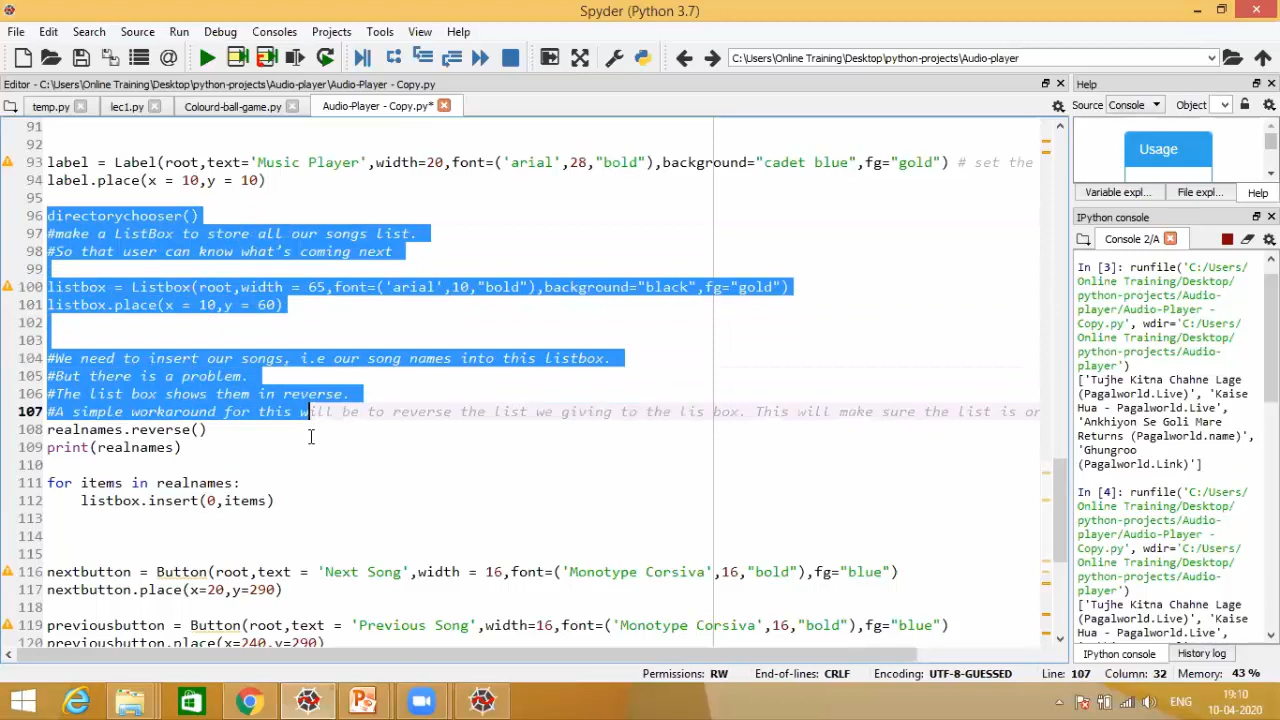 Spyder (Python 3.7)
File Edit Search Source Run Debug Consoles Projects Tools View Help
C:\Users\Online Training\Desktop\python-projects\Audio-player
Editor - C:\Users\Online Training\Desktop\python-projects\Audio-player\Audio-Player - Copy.py
temp.py lec1.py Colourd-ball-game.py Audio-Player - Copy.py*
91
92
93 label = Label(root,text='Music Player',width=20,font=('arial',28,"bold"),background="cadet blue",fg="gold") # set the
94 label.place(x = 10,y = 10)
95
96 directorychooser()
97 #make a ListBox to store all our songs list.
98 #So that user can know what's coming next
99
100 listbox = Listbox(root,width = 65,font=('arial',10,"bold"),background="black",fg="gold")
101 listbox.place(x = 10,y = 60)
102
103
104 #We need to insert our songs, i.e our song names into this listbox.
105 #But there is a problem.
106 #The list box shows them in reverse.
107 #A simple workaround for this will be to reverse the list we giving to the lis box. This will make sure the list is or
108 realnames.reverse()
109 print(realnames)
110
111 for items in realnames:
112 listbox.insert(0,items)
113
114
115
116 nextbutton = Button(root,text = 'Next Song',width = 16,font=('Monotype Corsiva',16,"bold"),fg="blue")
117 nextbutton.place(x=20,y=290)
118
119 previousbutton = Button(root,text = 'Previous Song',width=16,font=('Monotype Corsiva',16,"bold"),fg="blue")
120 previousbutton.place(x=240,y=290)
Help
Source Console Object
Usage
Variable expl... File expl... Help
IPython console
Console 2/A
In [3]: runfile('C:/Users/
Online Training/Desktop/
python-projects/Audio-
player/Audio-Player -
Copy.py', wdir='C:/Users/
Online Training/Desktop/
python-projects/Audio-
player')
['Tujhe Kitna Chahne Lage
(Pagalworld.Link)', 'Kaise
Hua - Pagalworld.Live',
'Ankhiyon Se Goli Mare
Returns (Pagalworld.name)',
'Ghungroo
(Pagalworld.Link)']
In [4]: runfile('C:/Users/
Online Training/Desktop/
python-projects/Audio-
player/Audio-Player -
Copy.py', wdir='C:/Users/
Online Training/Desktop/
python-projects/Audio-
player')
['Tujhe Kitna Chahne Lage
(Pagalworld.Link)', 'Kaise
Hua - Pagalworld.Live',
IPython console History log
Permissions: RW End-of-lines: CRLF Encoding: UTF-8-GUESSED Line: 107 Column: 32 Memory: 43 %
ENG
19:10
10-04-2020